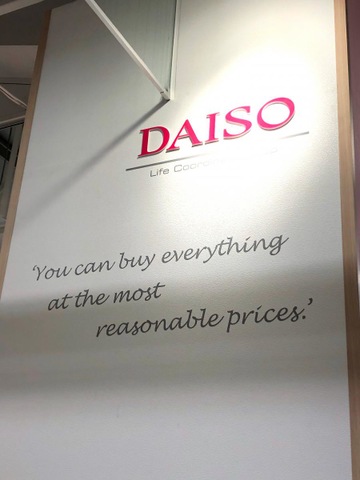 DAISO
Life
'You can buy everything
at the most
reasonable prices.'